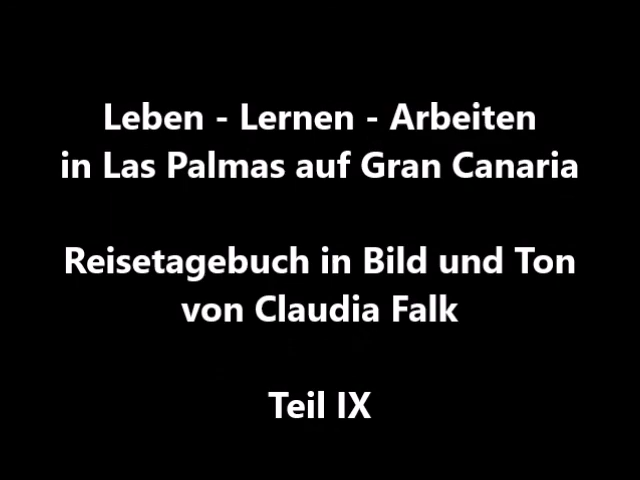 Leben - Lernen - Arbeiten
in Las Palmas auf Gran Canaria
Reisetagebuch in Bild und Ton
von Claudia Falk
Teil IX